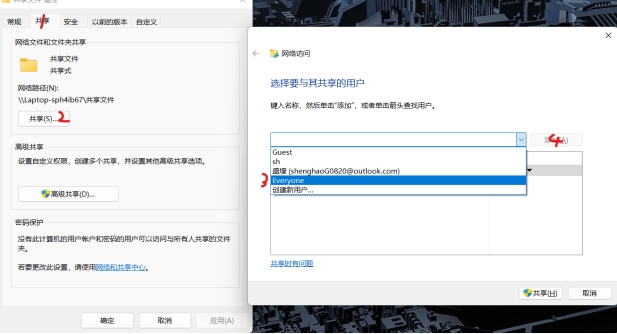 共享文件 属性
常规 共享 安全 以前的版本 自定义
1
网络文件和文件夹共享
共享文件
共享式
网络路径(N):
\\Laptop-sph4ib67\共享文件
共享(S)...
2
高级共享
设置自定义权限，创建多个共享，并设置其他高级共享选项。
高级共享(D)...
密码保护
没有此计算机的用户帐户和密码的用户可以访问与所有人共享的文件
夹。
若要更改此设置，请使用网络和共享中心。
确定 取消 应用(A)
网络访问
选择要与其共享的用户
键入名称，然后单击"添加"，或者单击箭头查找用户。
(A)
4
Guest
sh
(shenghaoG0820@outlook.com)
3
Everyone
创建新用户...
共享时有问题
共享(H) 取消